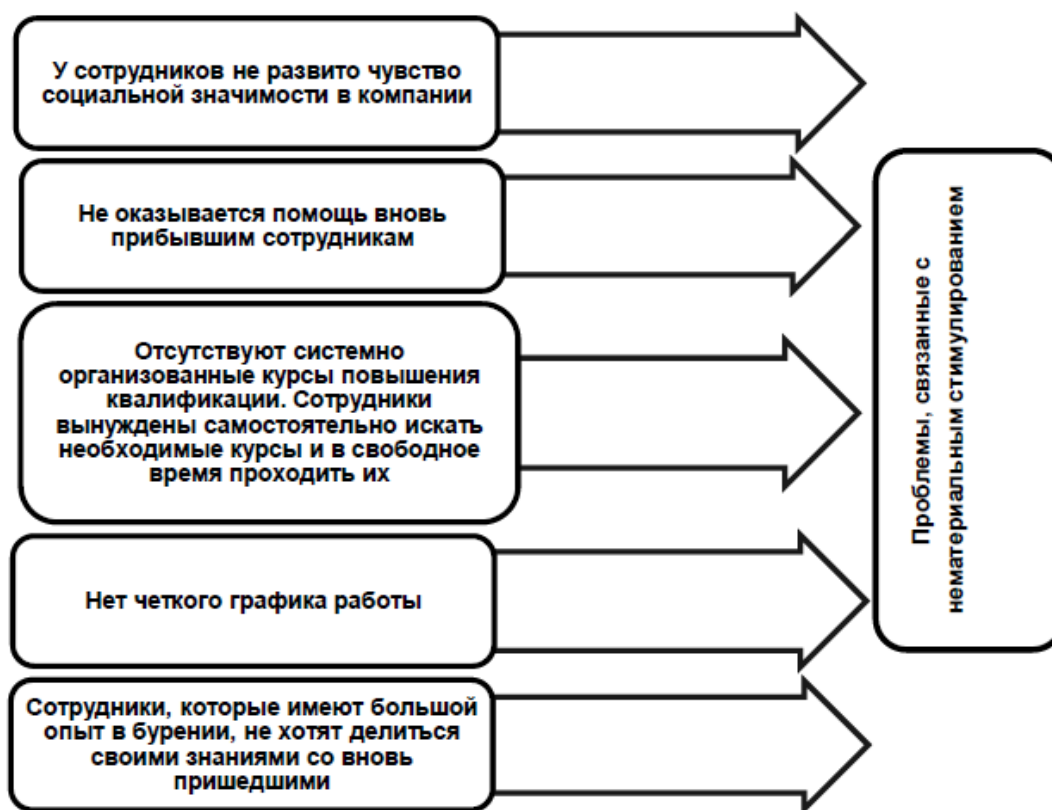 У сотрудников не развито чувство
социальной значимости в компании
Не оказывается помощь вновь
прибывшим сотрудникам
Отсутствуют системно
организованные курсы повышения
квалификации. Сотрудники
вынуждены самостоятельно искать
необходимые курсы и в свободное
время проходить их
Нет четкого графика работы
Сотрудники, которые имеют большой
опыт в бурении, не хотят делиться
своими знаниями со вновь
пришедшими
Проблемы, связанные с
нематериальным стимулированием